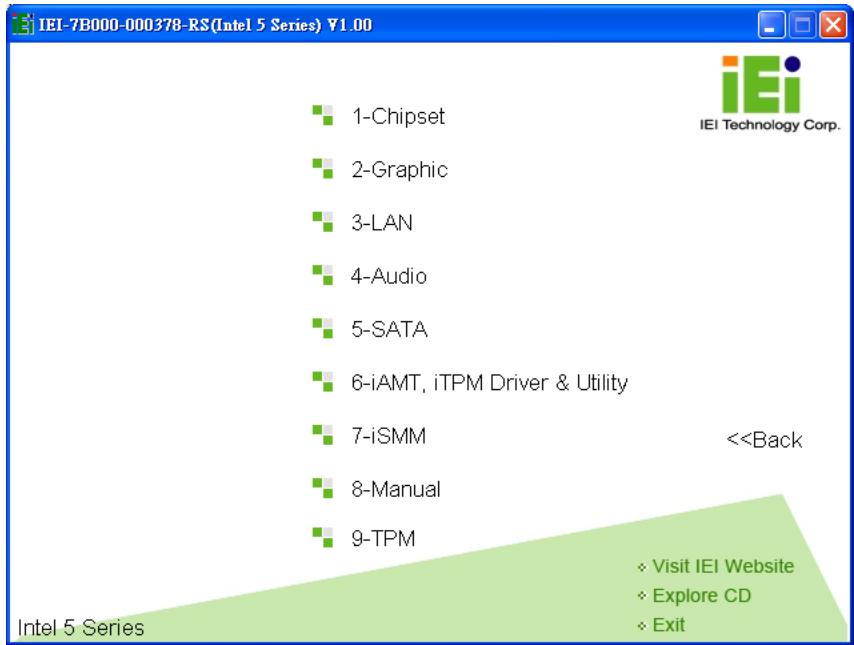 IEI-7B000-000378-RS(Intel 5 Series) V1.00
iEi
IEI Technology Corp.
1-Chipset
2-Graphic
3-LAN
4-Audio
5-SATA
6-iAMT, iTPM Driver & Utility
7-iSMM
<<Back
8-Manual
9-TPM
Visit IEI Website
Explore CD
Exit
Intel 5 Series